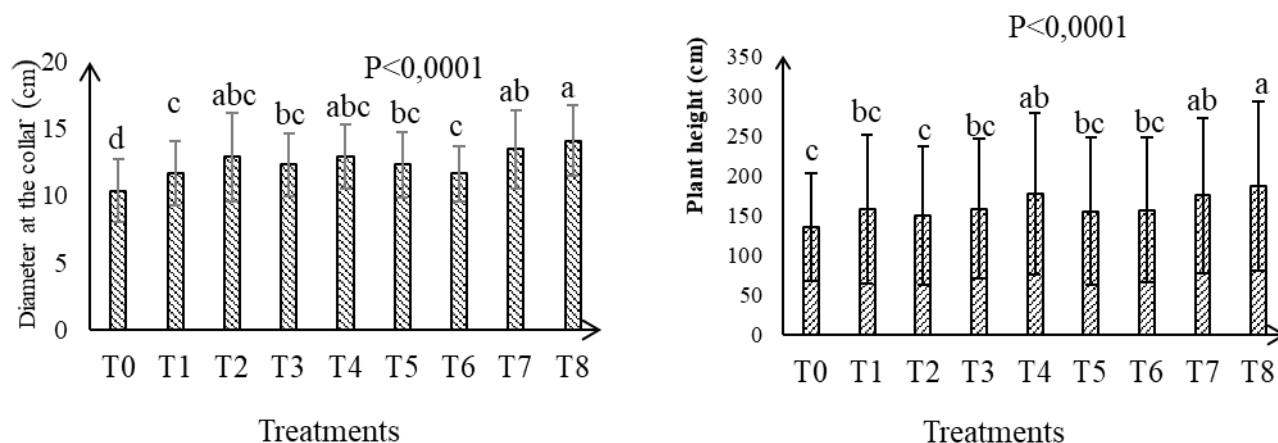 P<0,0001
Diameter at the collar (cm)
20
15
10
5
0
d
c
abc
bc
abc
bc
c
ab
a
T0 T1 T2 T3 T4 T5 T6 T7 T8
Treatments
P<0,0001
Plant height (cm)
350
300
250
200
150
100
50
0
c
bc
c
bc
ab
bc
bc
ab
a
T0 T1 T2 T3 T4 T5 T6 T7 T8
Treatments